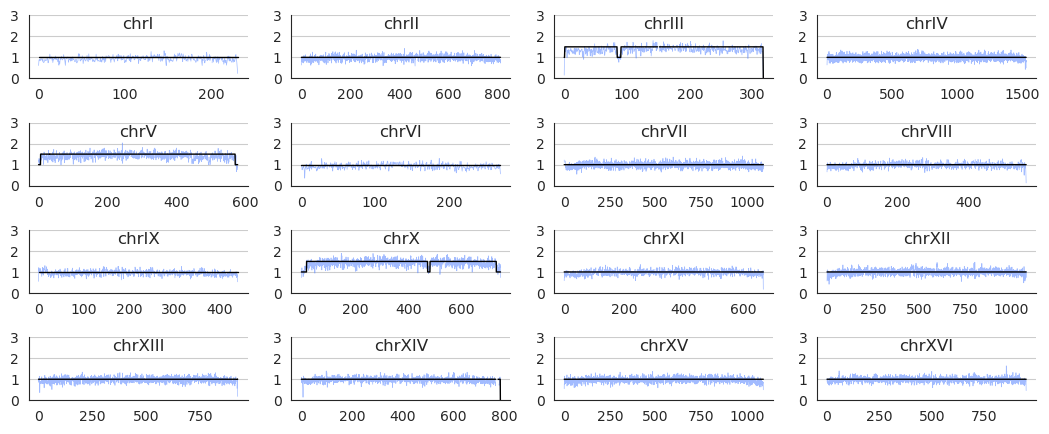 3 chrI 3 chrII 3 chrIII 3 chrIV
2 2 2 2
1 1 1 1
0 0 0 0
0 100 200 0 200 400 600 800 0 100 200 300 0 500 1000 1500
3 chrV 3 chrVI 3 chrVII 3 chrVIII
2 2 2 2
1 1 1 1
0 0 0 0
0 200 400 600 0 100 200 0 250 500 750 1000 0 200 400
3 chrIX 3 chrX 3 chrXI 3 chrXII
2 2 2 2
1 1 1 1
0 0 0 0
0 100 200 300 400 0 200 400 600 0 200 400 600 0 250 500 750 1000
3 chrXIII 3 chrXIV 3 chrXV 3 chrXVI
2 2 2 2
1 1 1 1
0 0 0 0
0 250 500 750 0 200 400 600 800 0 250 500 750 1000 0 250 500 750